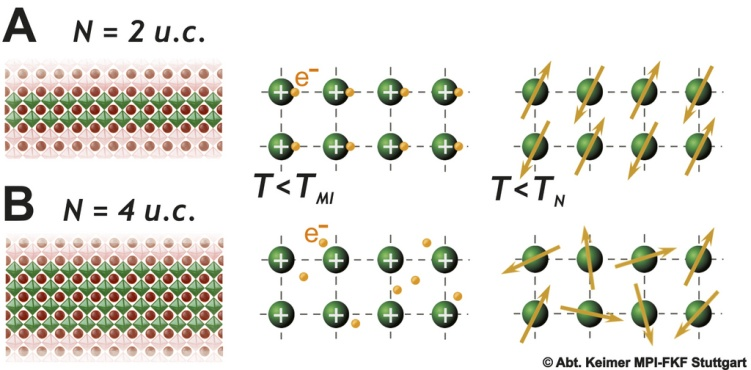 A N = 2 u.c.
e⁻
+ + + +
+ + + +
T<T_MI T<T_N
B N = 4 u.c.
e⁻
+ + + +
+ + + +
© Abt. Keimer MPI-FKF Stuttgart